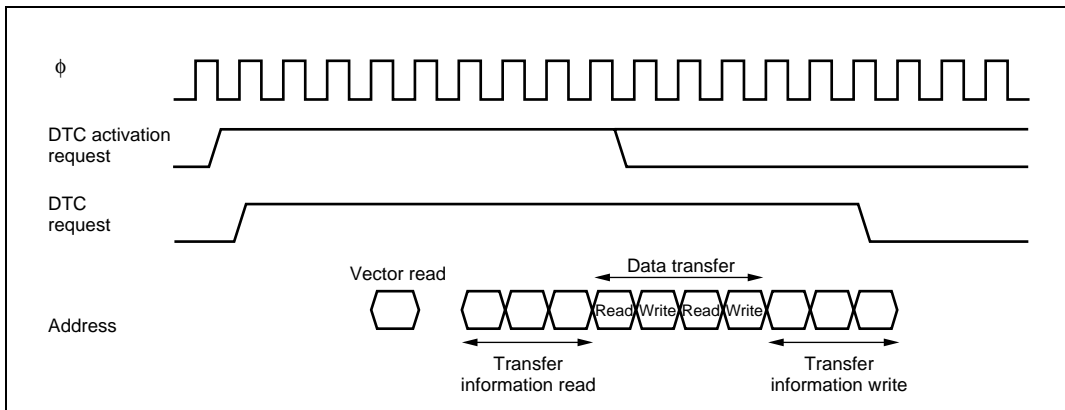 ϕ
DTC activation
request
DTC
request
Vector read
Data transfer
Address
Read Write Read Write
Transfer
information read
Transfer
information write